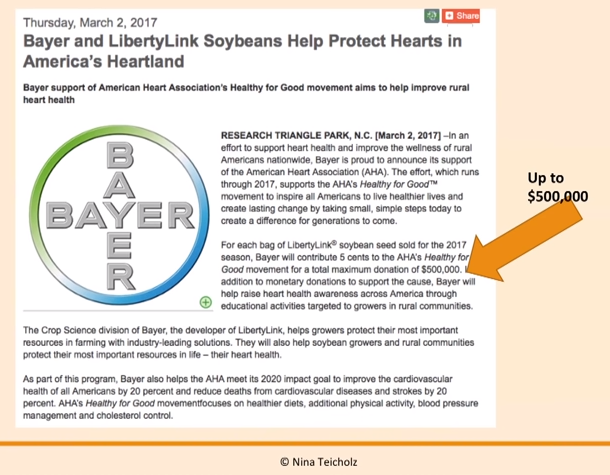 Thursday, March 2, 2017
Share
Bayer and LibertyLink Soybeans Help Protect Hearts in
America's Heartland
Bayer support of American Heart Association's Healthy for Good movement aims to help improve rural
heart health
BAYER
BAYER
RESEARCH TRIANGLE PARK, N.C. [March 2, 2017] –In an
effort to support heart health and improve the wellness of rural
Americans nationwide, Bayer is proud to announce its support
of the American Heart Association (AHA). The effort, which runs
through 2017, supports the AHA's Healthy for Good™
movement to inspire all Americans to live healthier lives and
create lasting change by taking small, simple steps today to
create a difference for generations to come.
For each bag of LibertyLink® soybean seed sold for the 2017
season, Bayer will contribute 5 cents to the AHA's Healthy for
Good movement for a total maximum donation of $500,000.
addition to monetary donations to support the cause, Bayer will
help raise heart health awareness across America through
educational activities targeted to growers in rural communities.
Up to
$500,000
The Crop Science division of Bayer, the developer of LibertyLink, helps growers protect their most important
resources in farming with industry-leading solutions. They will also help soybean growers and rural communities
protect their most important resources in life – their heart health.
As part of this program, Bayer also helps the AHA meet its 2020 impact goal to improve the cardiovascular
health of all Americans by 20 percent and reduce deaths from cardiovascular diseases and strokes by 20
percent. AHA's Healthy for Good movementfocuses on healthier diets, additional physical activity, blood pressure
management and cholesterol control.
© Nina Teicholz